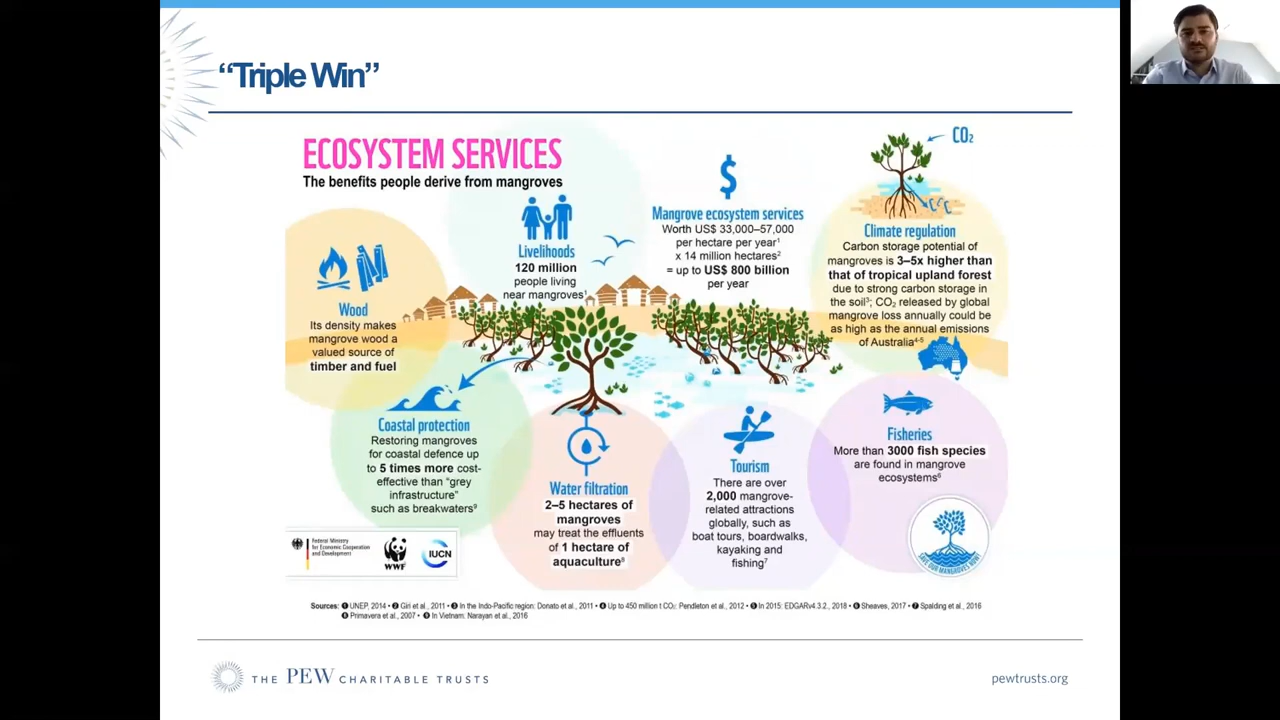 “Triple Win”
ECOSYSTEM SERVICES
The benefits people derive from mangroves
Wood
Its density makes
mangrove wood a
valued source of
timber and fuel
Livelihoods
120 million
people living
near mangroves¹
$
Mangrove ecosystem services
Worth US$ 33,000–57,000
per hectare per year¹
x 14 million hectares²
= up to US$ 800 billion
per year
CO₂
C C C
Climate regulation
Carbon storage potential of
mangroves is 3–5x higher than
that of tropical upland forest
due to strong carbon storage in
the soil³; CO₂ released by global
mangrove loss annually could be
as high as the annual emissions
of Australia⁴⁻⁵
Coastal protection
Restoring mangroves
for coastal defence up
to 5 times more cost-
effective than “grey
infrastructure”
such as breakwaters⁹
Water filtration
2–5 hectares of
mangroves
may treat the effluents
of 1 hectare of
aquaculture⁸
Tourism
There are over
2,000 mangrove-
related attractions
globally, such as
boat tours, boardwalks,
kayaking and
fishing⁷
Fisheries
More than 3000 fish species
are found in mangrove
ecosystems⁶
Federal Ministry
for Economic Cooperation
and Development
WWF
IUCN
SAVE OUR MANGROVES NOW!
Sources: ❶ UNEP, 2014 • ❷ Giri et al., 2011 • ❸ In the Indo-Pacific region: Donato et al., 2011 • ❹ Up to 450 million t CO₂: Pendleton et al., 2012 • ❺ In 2015: EDGARv4.3.2., 2018 • ❻ Sheaves, 2017 • ❼ Spalding et al., 2016
❽ Primavera et al., 2007 • ❾ In Vietnam. Narayan et al., 2016
THE PEW CHARITABLE TRUSTS
pewtrusts.org